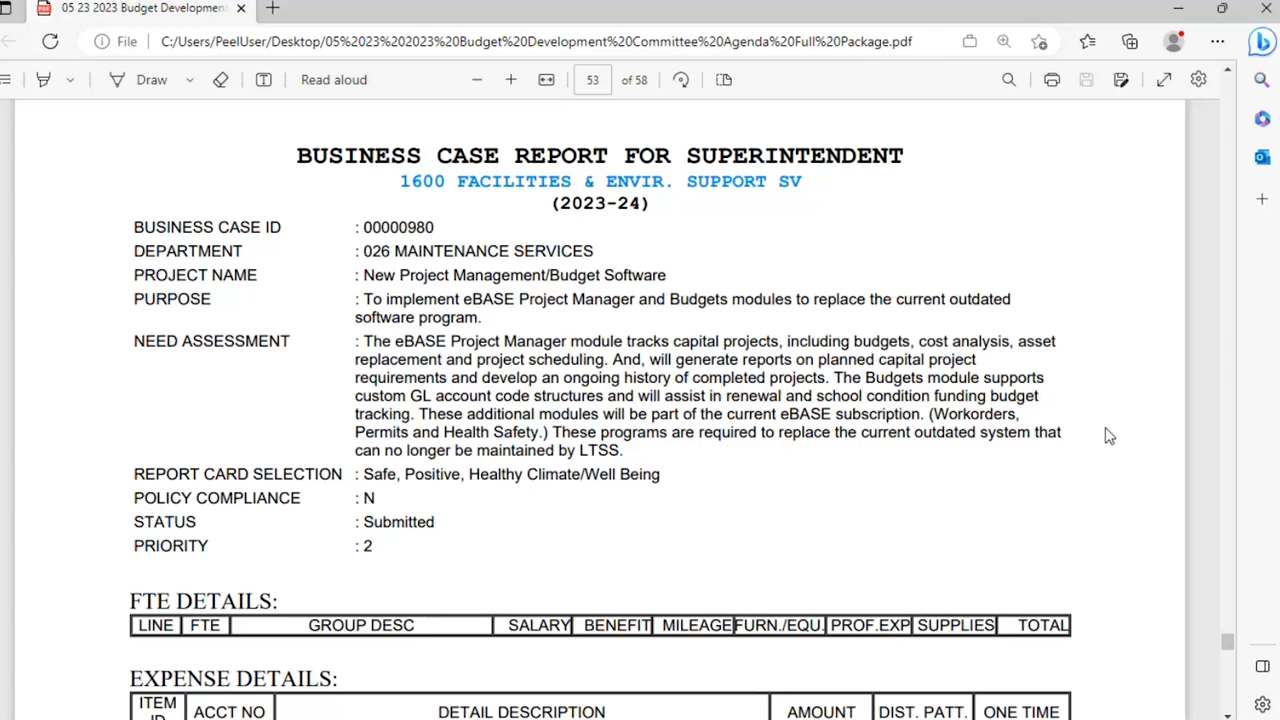 05 23 2023 Budget Development
File C:/Users/PeelUser/Desktop/05%2023%202023%20Budget%20Development%20Committee%20Agenda%20Full%20Package.pdf
Draw Read aloud 53 of 58
BUSINESS CASE REPORT FOR SUPERINTENDENT
1600 FACILITIES & ENVIR. SUPPORT SV
(2023-24)
BUSINESS CASE ID : 00000980
DEPARTMENT : 026 MAINTENANCE SERVICES
PROJECT NAME : New Project Management/Budget Software
PURPOSE : To implement eBASE Project Manager and Budgets modules to replace the current outdated
software program.
NEED ASSESSMENT : The eBASE Project Manager module tracks capital projects, including budgets, cost analysis, asset
replacement and project scheduling. And, will generate reports on planned capital project
requirements and develop an ongoing history of completed projects. The Budgets module supports
custom GL account code structures and will assist in renewal and school condition funding budget
tracking. These additional modules will be part of the current eBASE subscription. (Workorders,
Permits and Health Safety.) These programs are required to replace the current outdated system that
can no longer be maintained by LTSS.
REPORT CARD SELECTION : Safe, Positive, Healthy Climate/Well Being
POLICY COMPLIANCE : N
STATUS : Submitted
PRIORITY : 2
FTE DETAILS:
LINE FTE GROUP DESC SALARY BENEFIT MILEAGE FURN./EQU. PROF.EXP SUPPLIES TOTAL
EXPENSE DETAILS:
ITEM ID ACCT NO DETAIL DESCRIPTION AMOUNT DIST. PATT. ONE TIME